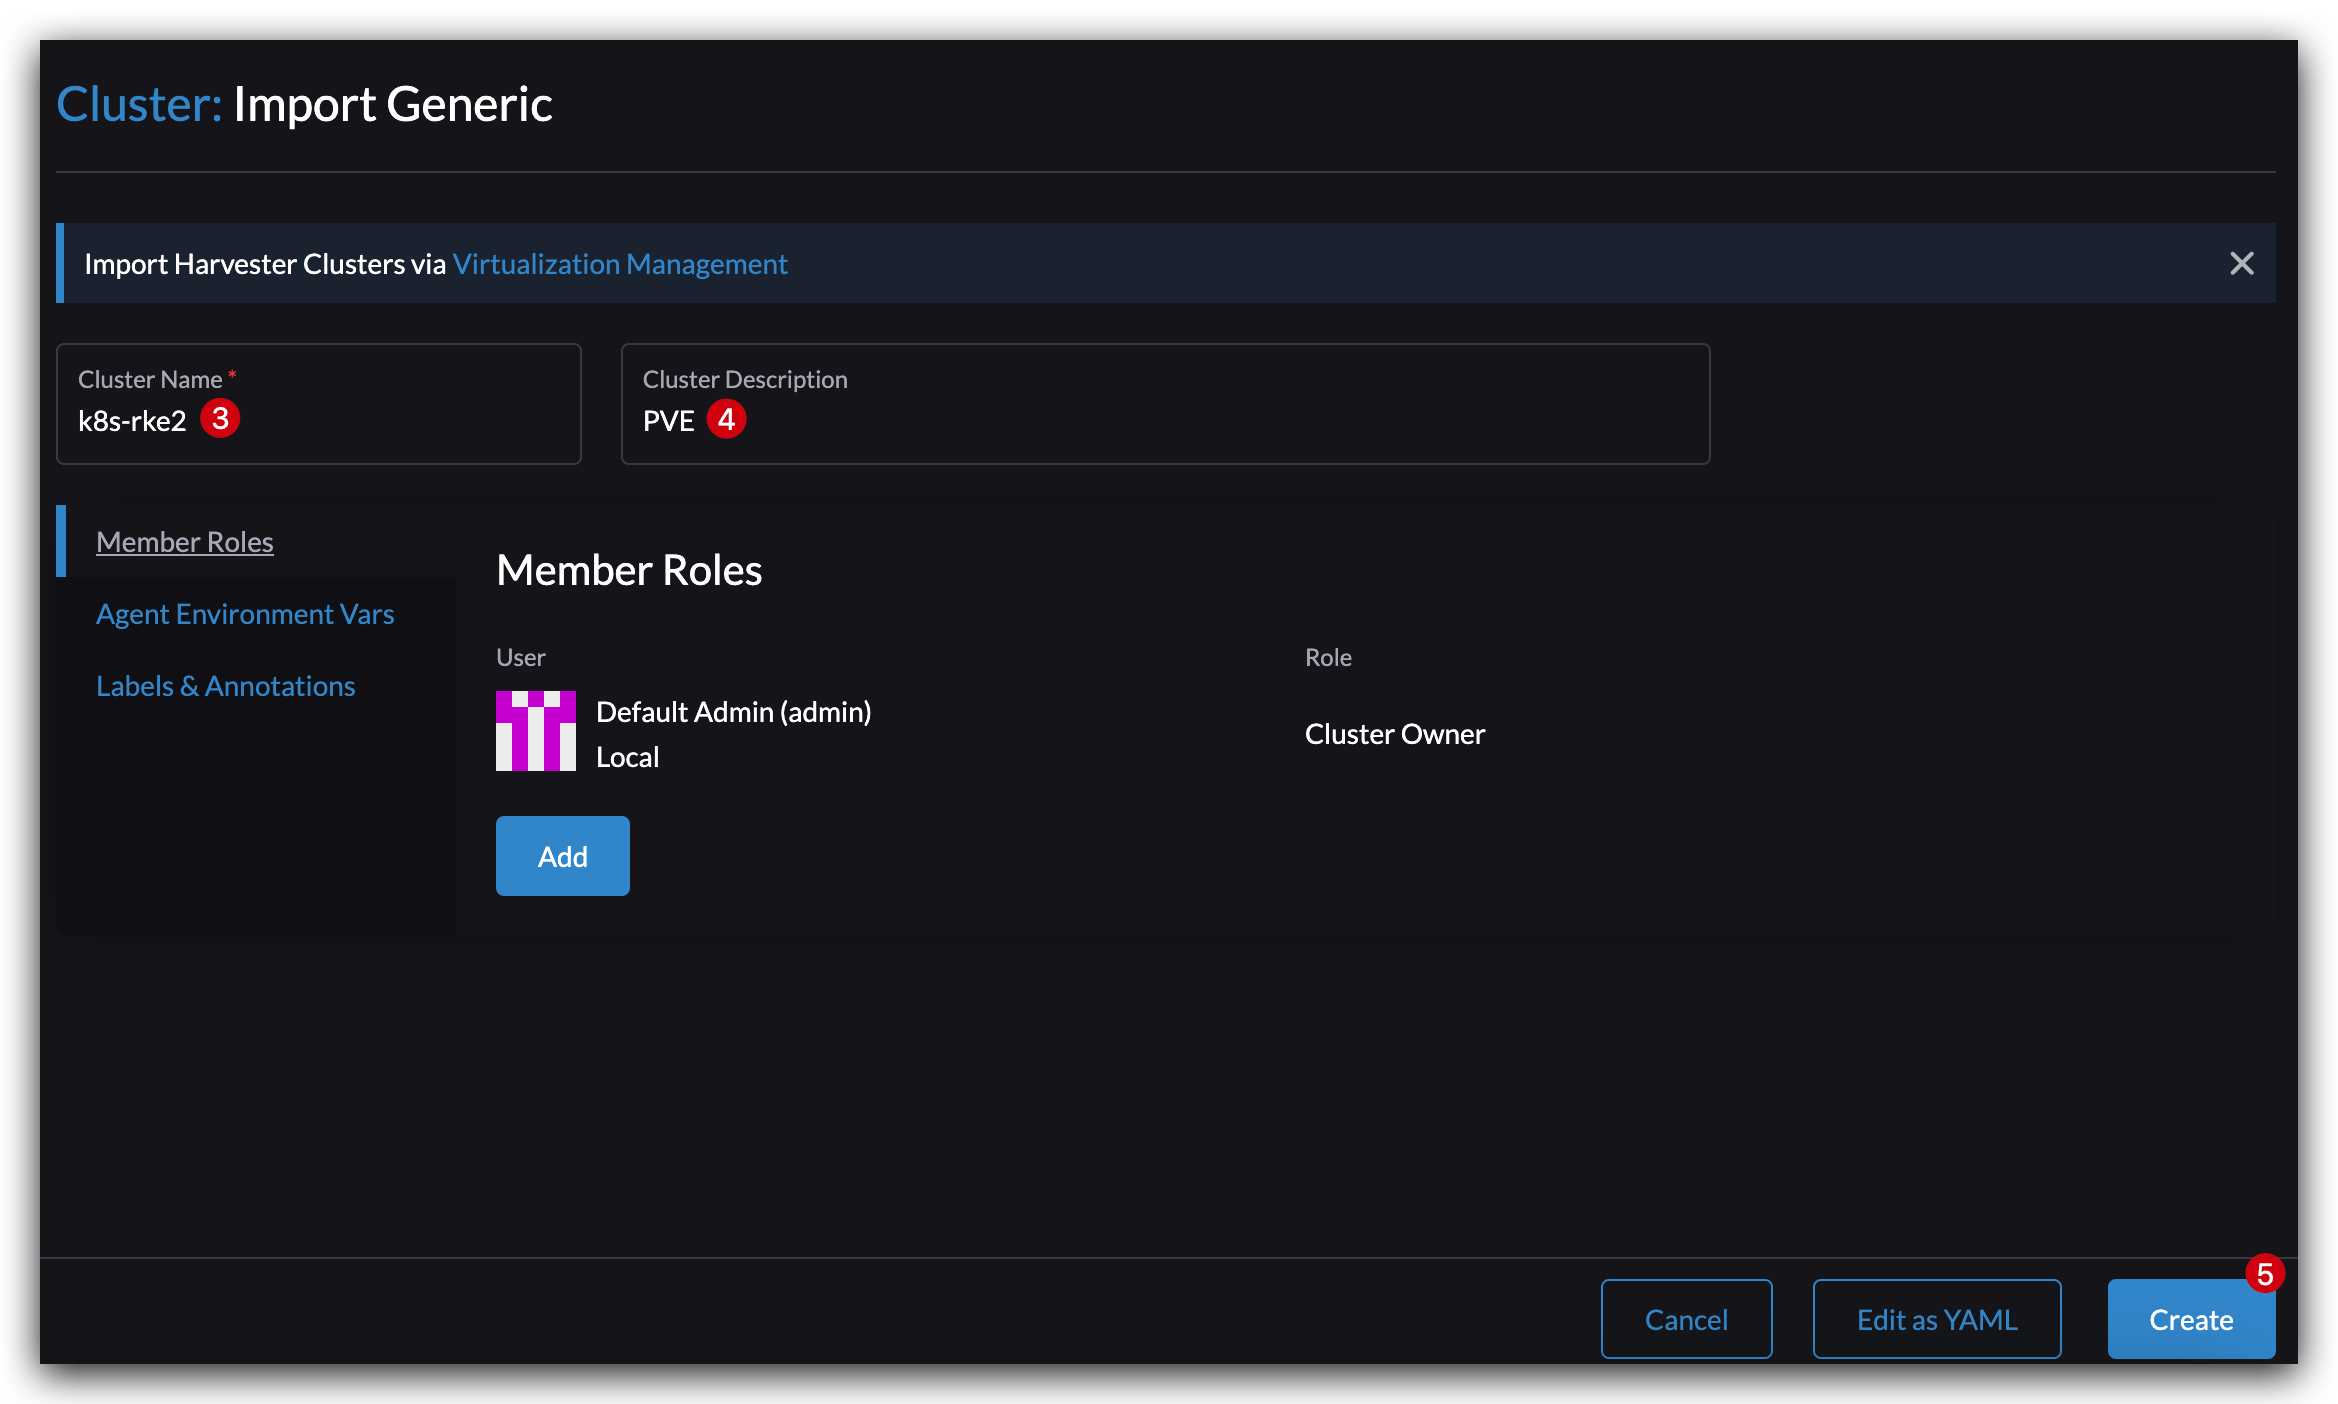 Cluster: Import Generic
Import Harvester Clusters via Virtualization Management
Cluster Name *
k8s-rke2 3
Cluster Description
PVE 4
Member Roles
Agent Environment Vars
Labels & Annotations
Member Roles
User
Role
Default Admin (admin)
Local
Cluster Owner
Add
5
Cancel
Edit as YAML
Create